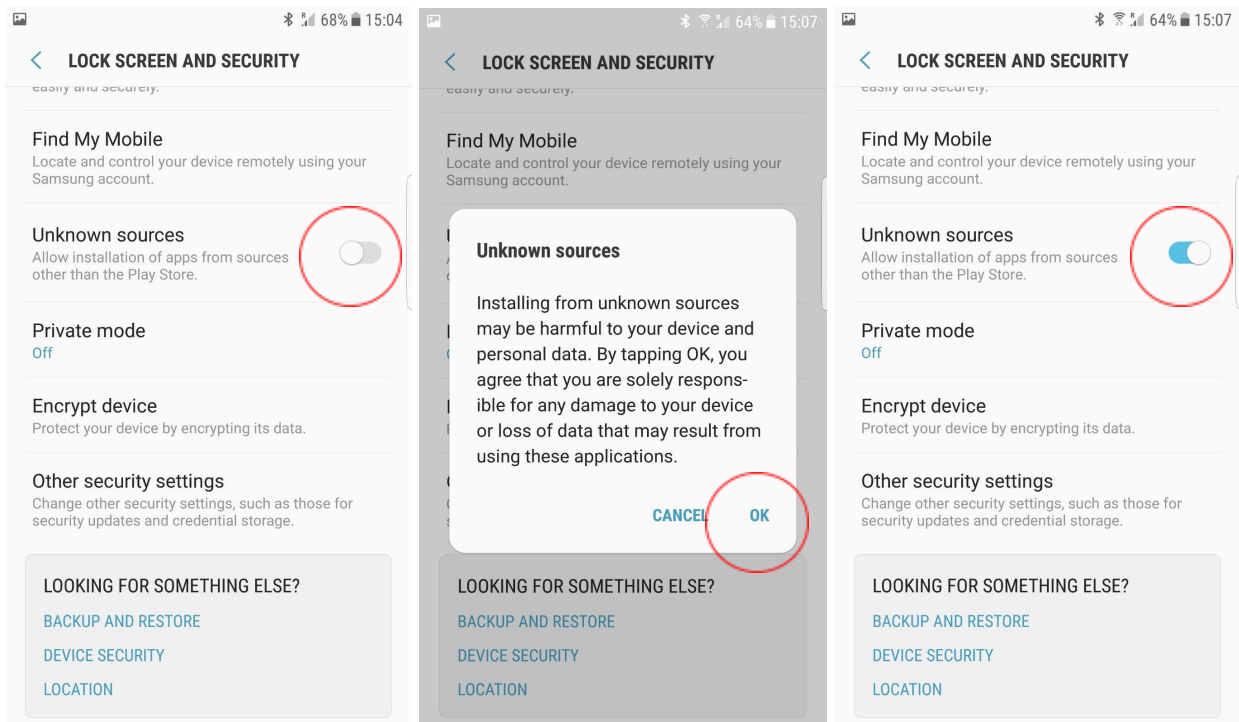 68% 15:04
LOCK SCREEN AND SECURITY
easily and securely.
Find My Mobile
Locate and control your device remotely using your
Samsung account.
Unknown sources
Allow installation of apps from sources
other than the Play Store.
Private mode
Off
Encrypt device
Protect your device by encrypting its data.
Other security settings
Change other security settings, such as those for
security updates and credential storage.
LOOKING FOR SOMETHING ELSE?
BACKUP AND RESTORE
DEVICE SECURITY
LOCATION
64% 15:07
LOCK SCREEN AND SECURITY
easily and securely.
Find My Mobile
Locate and control your device remotely using your
Samsung account.
Unknown sources
Installing from unknown sources
may be harmful to your device and
personal data. By tapping OK, you
agree that you are solely respons-
ible for any damage to your device
or loss of data that may result from
using these applications.
CANCEL OK
LOOKING FOR SOMETHING ELSE?
BACKUP AND RESTORE
DEVICE SECURITY
LOCATION
64% 15:07
LOCK SCREEN AND SECURITY
easily and securely.
Find My Mobile
Locate and control your device remotely using your
Samsung account.
Unknown sources
Allow installation of apps from sources
other than the Play Store.
Private mode
Off
Encrypt device
Protect your device by encrypting its data.
Other security settings
Change other security settings, such as those for
security updates and credential storage.
LOOKING FOR SOMETHING ELSE?
BACKUP AND RESTORE
DEVICE SECURITY
LOCATION